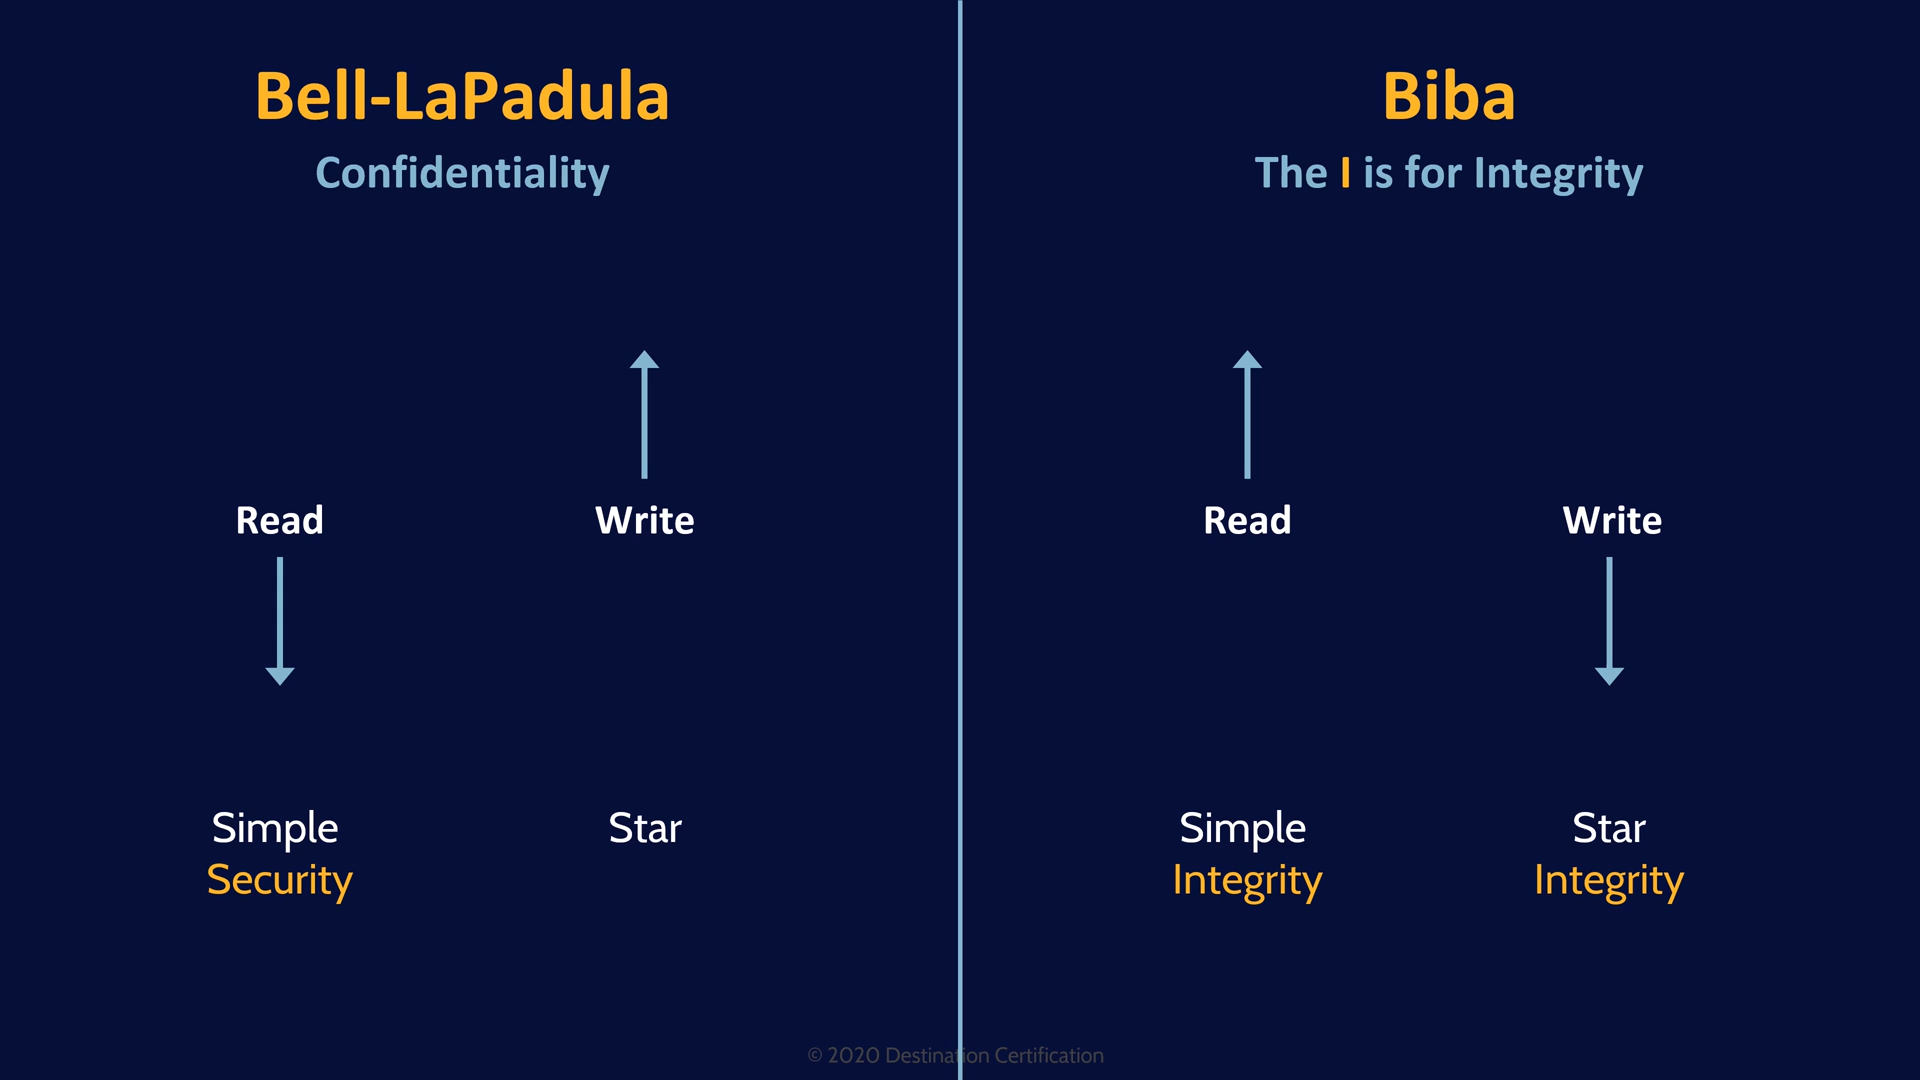 Bell-LaPadula
Confidentiality
Read
Write
Simple
Security
Star
Biba
The I is for Integrity
Read
Write
Simple
Integrity
Star
Integrity
© 2020 Destination Certification